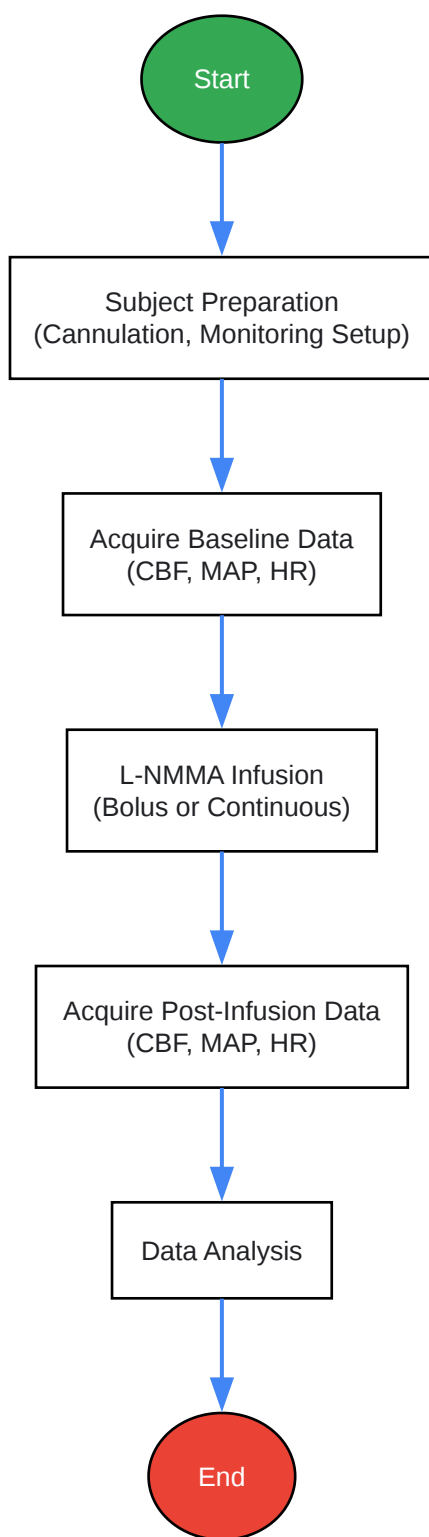 Start
Subject Preparation
(Cannulation, Monitoring Setup)
Acquire Baseline Data
(CBF, MAP, HR)
L-NMMA Infusion
(Bolus or Continuous)
Acquire Post-Infusion Data
(CBF, MAP, HR)
Data Analysis
End